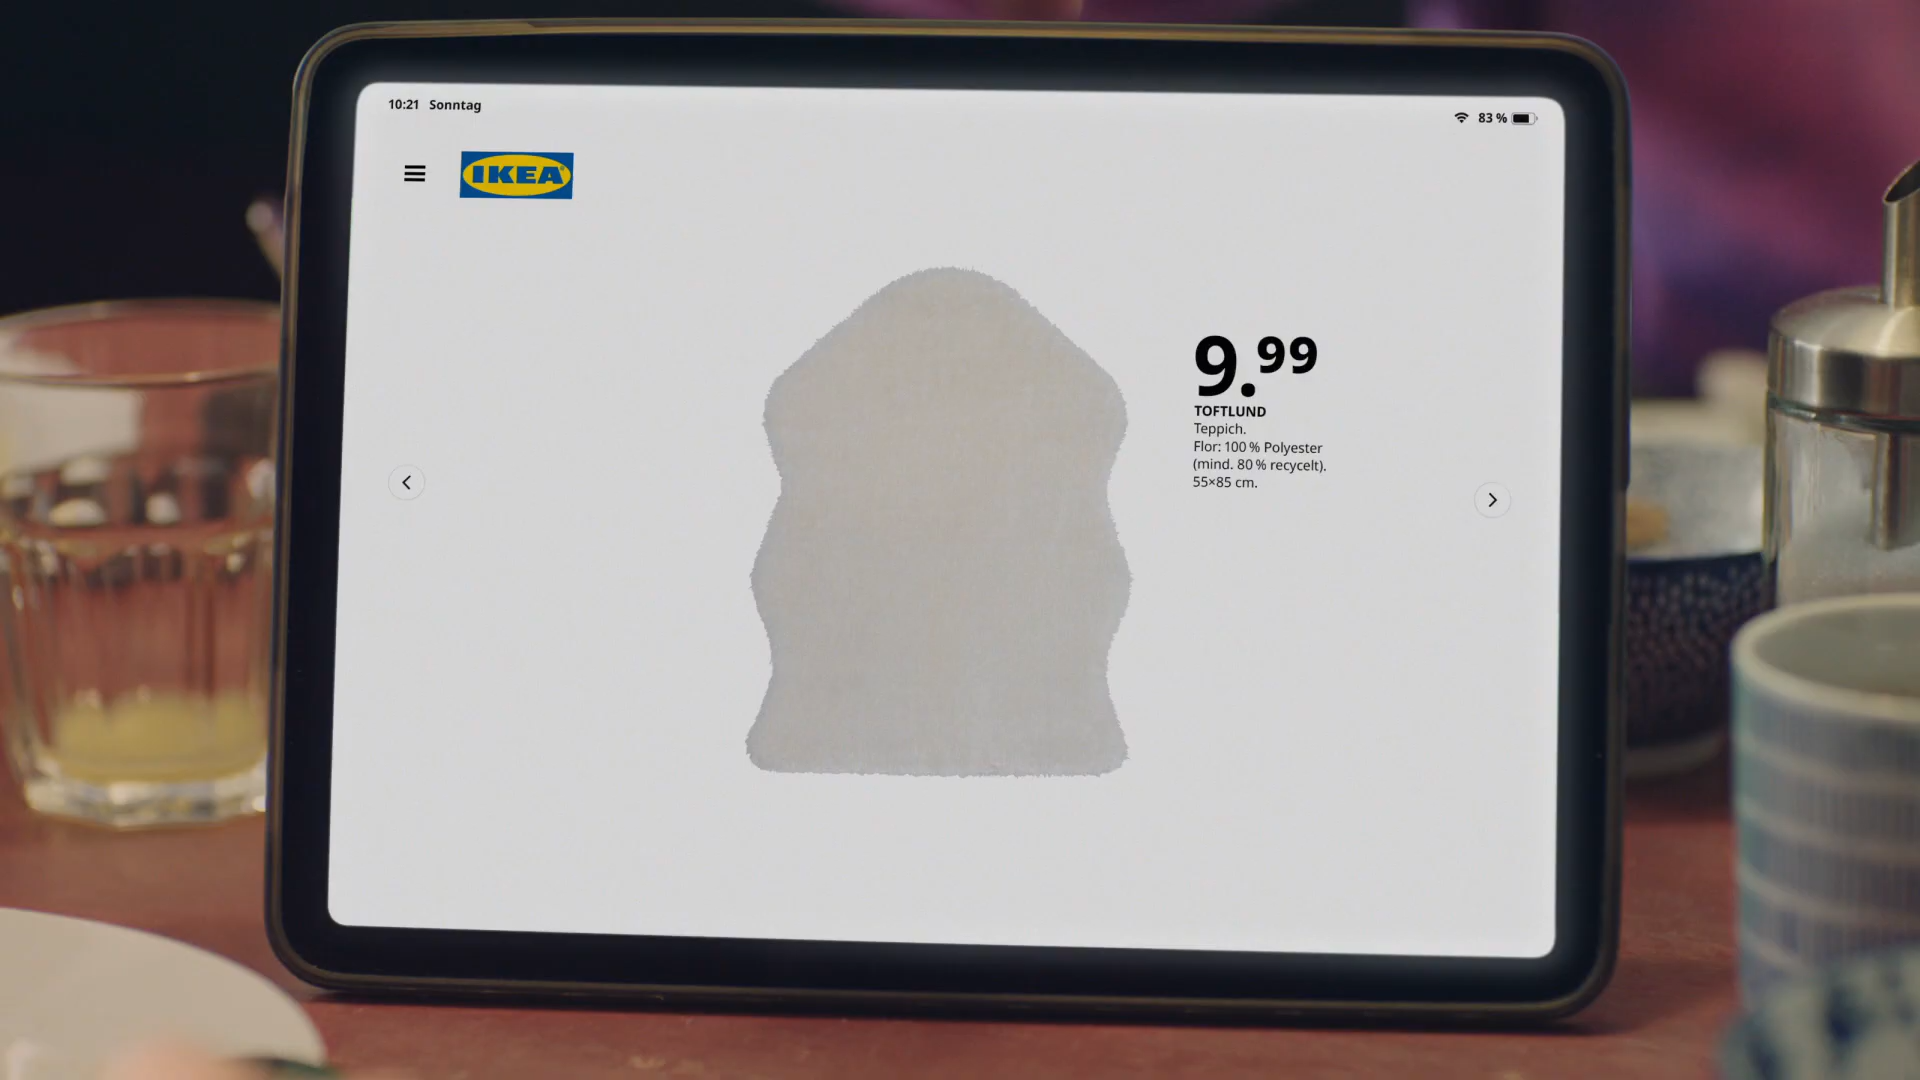 10:21 Sonntag
83 %
IKEA
9.99
TOFTLUND
Teppich.
Flor: 100 % Polyester
(mind. 80 % recycelt).
55×85 cm.